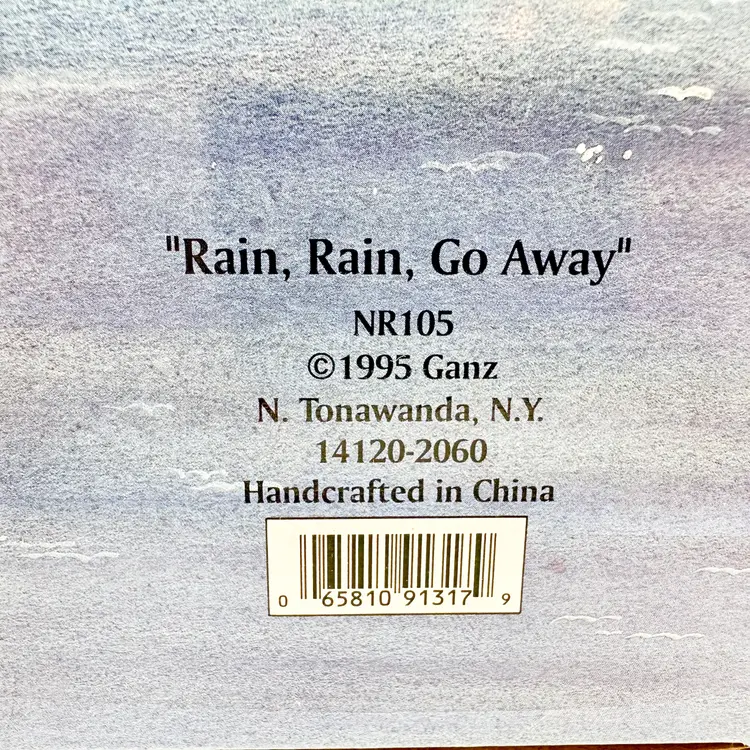 "Rain, Rain, Go Away"
NR105
©1995 Ganz
N. Tonawanda, N.Y.
14120-2060
Handcrafted in China
0 65810 91317 9